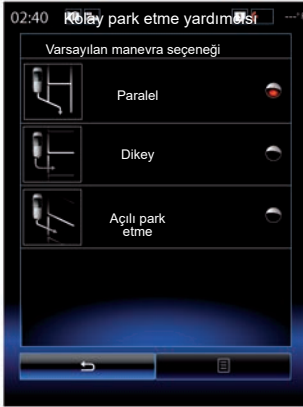 02:40 Kolay park etme yardımcısı
Varsayılan manevra seçeneği
Paralel
Dikey
Açılı park
etme